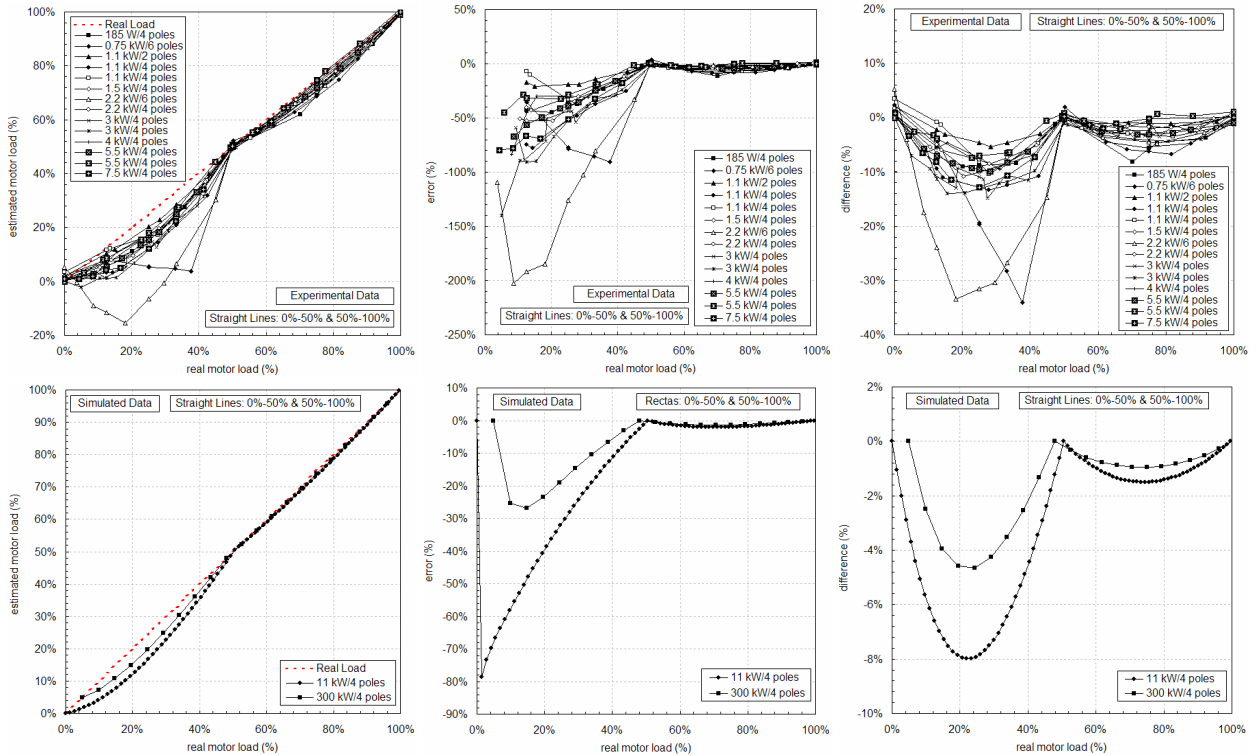 100%
80%
60%
40%
20%
0%
-20%
estimated motor load (%)
Real Load
185 W/4 poles
0.75 kW/6 poles
1.1 kW/2 poles
1.1 kW/4 poles
1.1 kW/4 poles
1.5 kW/4 poles
2.2 kW/6 poles
2.2 kW/4 poles
3 kW/4 poles
3 kW/4 poles
4 kW/4 poles
5.5 kW/4 poles
5.5 kW/4 poles
7.5 kW/4 poles
Experimental Data
Straight Lines: 0%-50% & 50%-100%
0% 20% 40% 60% 80% 100%
real motor load (%)
50%
0%
-50%
-100%
-150%
-200%
-250%
error (%)
185 W/4 poles
0.75 kW/6 poles
1.1 kW/2 poles
1.1 kW/4 poles
1.1 kW/4 poles
1.5 kW/4 poles
2.2 kW/6 poles
2.2 kW/4 poles
3 kW/4 poles
3 kW/4 poles
4 kW/4 poles
5.5 kW/4 poles
5.5 kW/4 poles
7.5 kW/4 poles
Experimental Data
Straight Lines: 0%-50% & 50%-100%
0% 20% 40% 60% 80% 100%
real motor load (%)
20%
10%
0%
-10%
-20%
-30%
-40%
difference (%)
Experimental Data
Straight Lines: 0%-50% & 50%-100%
185 W/4 poles
0.75 kW/6 poles
1.1 kW/2 poles
1.1 kW/4 poles
1.1 kW/4 poles
1.5 kW/4 poles
2.2 kW/6 poles
2.2 kW/4 poles
3 kW/4 poles
3 kW/4 poles
4 kW/4 poles
5.5 kW/4 poles
5.5 kW/4 poles
7.5 kW/4 poles
0% 20% 40% 60% 80% 100%
real motor load (%)
100%
90%
80%
70%
60%
50%
40%
30%
20%
10%
0%
estimated motor load (%)
Simulated Data
Straight Lines: 0%-50% & 50%-100%
Real Load
11 kW/4 poles
300 kW/4 poles
0% 20% 40% 60% 80% 100%
real motor load (%)
10%
0%
-10%
-20%
-30%
-40%
-50%
-60%
-70%
-80%
-90%
error (%)
Simulated Data
Rectas: 0%-50% & 50%-100%
11 kW/4 poles
300 kW/4 poles
0% 20% 40% 60% 80% 100%
real motor load (%)
2%
0%
-2%
-4%
-6%
-8%
-10%
difference (%)
Simulated Data
Straight Lines: 0%-50% & 50%-100%
11 kW/4 poles
300 kW/4 poles
0% 20% 40% 60% 80% 100%
real motor load (%)